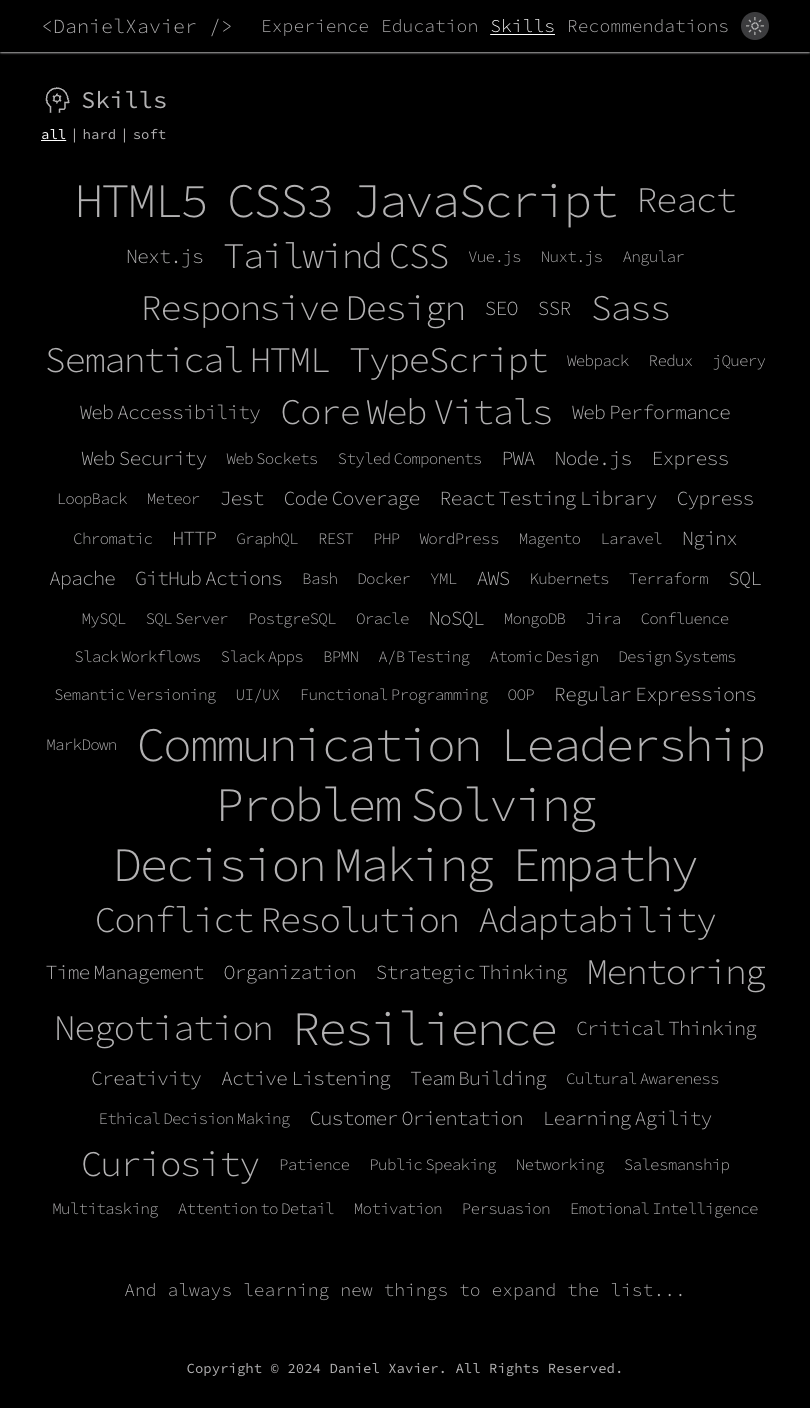 <DanielXavier /> Experience Education Skills Recommendations
Skills
all | hard | soft
HTML5 CSS3 JavaScript React
Next.js Tailwind CSS Vue.js Nuxt.js Angular
Responsive Design SEO SSR Sass
Semantical HTML TypeScript Webpack Redux jQuery
Web Accessibility Core Web Vitals Web Performance
Web Security Web Sockets Styled Components PWA Node.js Express
LoopBack Meteor Jest Code Coverage React Testing Library Cypress
Chromatic HTTP GraphQL REST PHP WordPress Magento Laravel Nginx
Apache GitHub Actions Bash Docker YML AWS Kubernets Terraform SQL
MySQL SQL Server PostgreSQL Oracle NoSQL MongoDB Jira Confluence
Slack Workflows Slack Apps BPMN A/B Testing Atomic Design Design Systems
Semantic Versioning UI/UX Functional Programming OOP Regular Expressions
MarkDown Communication Leadership
Problem Solving
Decision Making Empathy
Conflict Resolution Adaptability
Time Management Organization Strategic Thinking Mentoring
Negotiation Resilience Critical Thinking
Creativity Active Listening Team Building Cultural Awareness
Ethical Decision Making Customer Orientation Learning Agility
Curiosity Patience Public Speaking Networking Salesmanship
Multitasking Attention to Detail Motivation Persuasion Emotional Intelligence
And always learning new things to expand the list...
Copyright © 2024 Daniel Xavier. All Rights Reserved.